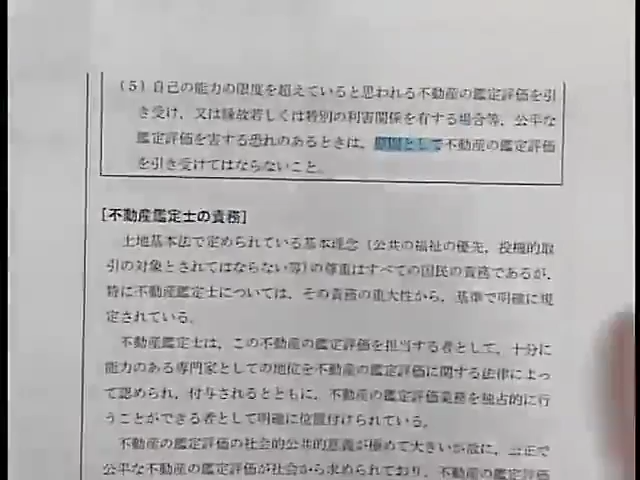 (5) 自己の能力の限度を超えていると思われる不動産の鑑定評価を引
き受け、又は縁故若しくは特別の利害関係を有する場合等、公平な
鑑定評価を害する恐れのあるときは、原則として不動産の鑑定評価
を引き受けてはならないこと。
[不動産鑑定士の責務]
土地基本法で定められている基本理念(公共の福祉の優先、投機的取
引の対象とされてはならない等)の尊重はすべての国民の責務であるが、
特に不動産鑑定士については、その責務の重大性から、基準で明確に規
定されている。
不動産鑑定士は、この不動産の鑑定評価を担当する者として、十分に
能力のある専門家としての地位を不動産の鑑定評価に関する法律によっ
て認められ、付与されるとともに、不動産の鑑定評価業務を独占的に行
うことができる者として明確に位置付けられている。
不動産の鑑定評価の社会的公共的意義が極めて大きいが故に、公正で
公平な不動産の鑑定評価が社会から求められており、不動産の鑑定評価